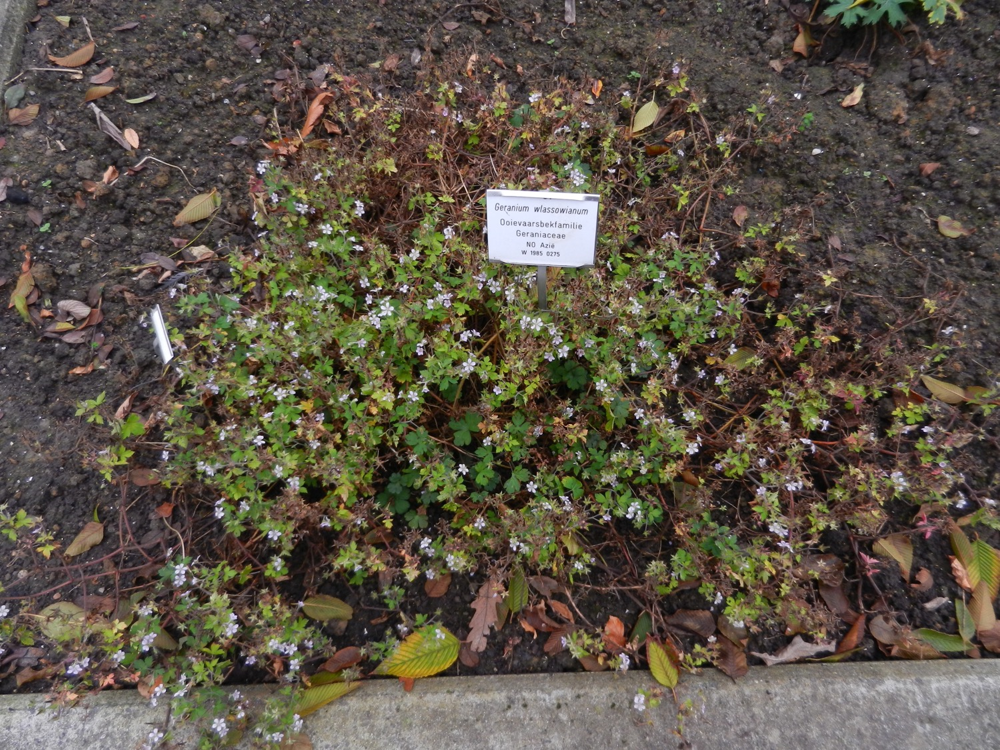 Geranium wlassowianum
Ooievaarsbekfamilie
Geraniaceae
NO Azië
W 1985 0275